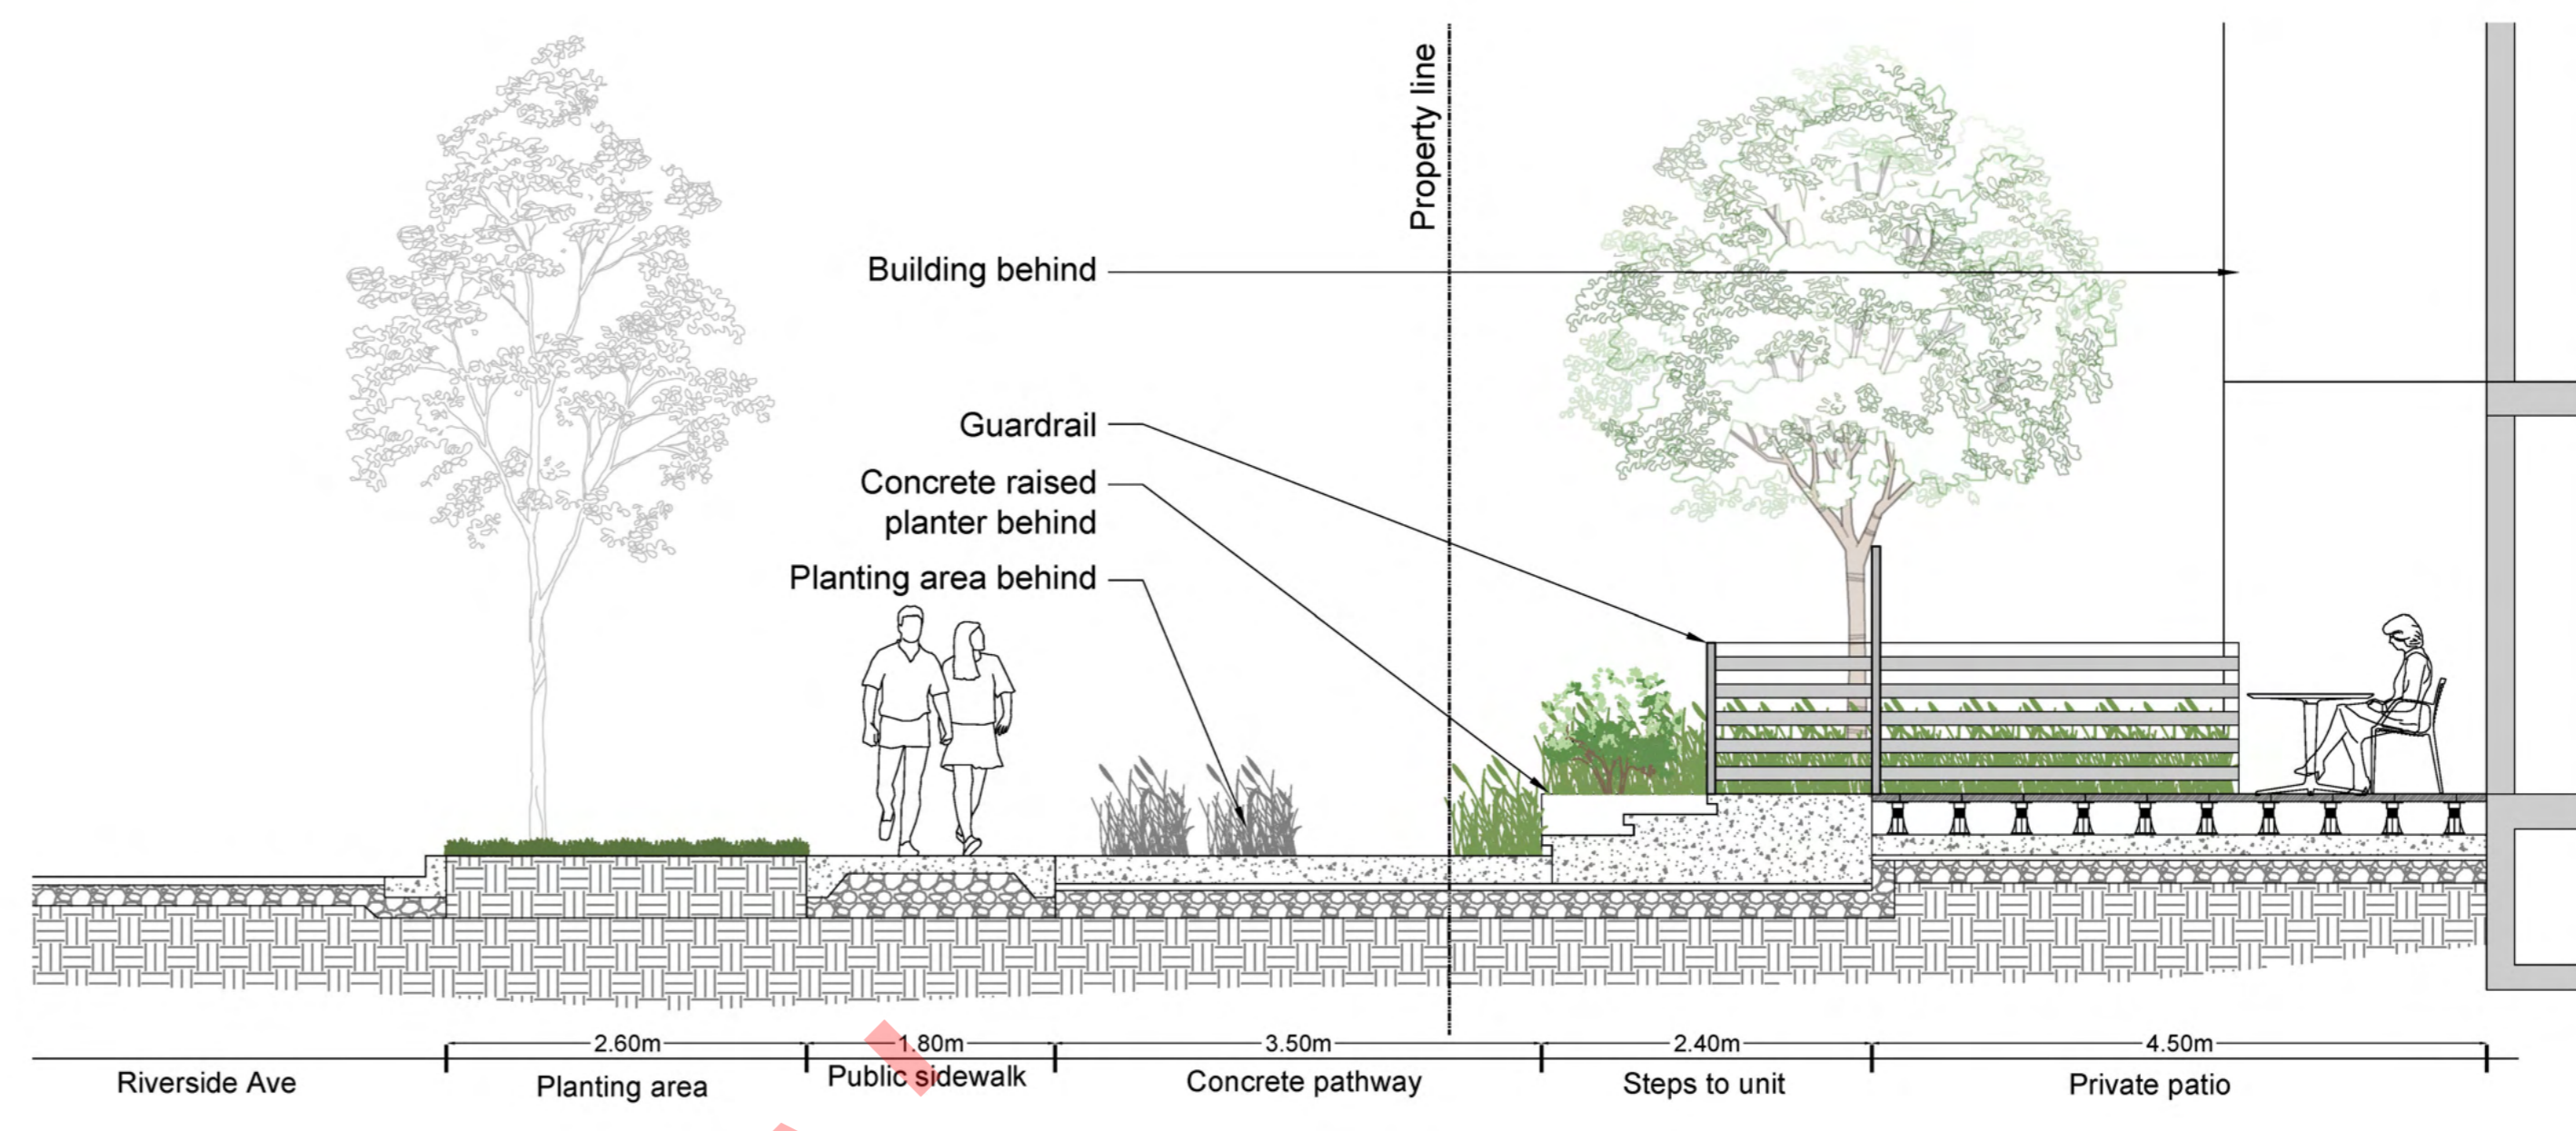 Property line
Building behind
Guardrail
Concrete raised
planter behind
Planting area behind
2.60m
1.80m
3.50m
2.40m
4.50m
Riverside Ave
Planting area
Public sidewalk
Concrete pathway
Steps to unit
Private patio